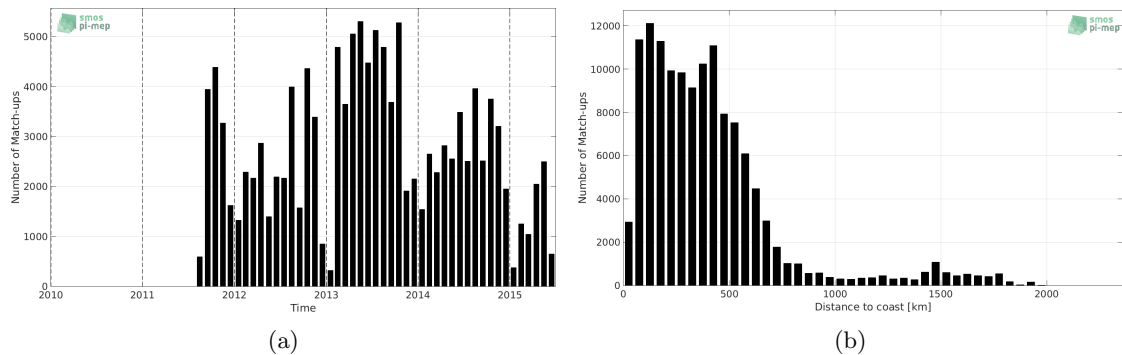 smos
pi-mep
5000
4000
3000
2000
1000
0
Number of Match-ups
2010
2011
2012
2013
2014
2015
Time
(a)
smos
pi-mep
12000
10000
8000
6000
4000
2000
0
Number of Match-ups
0
500
1000
1500
2000
Distance to coast [km]
(b)